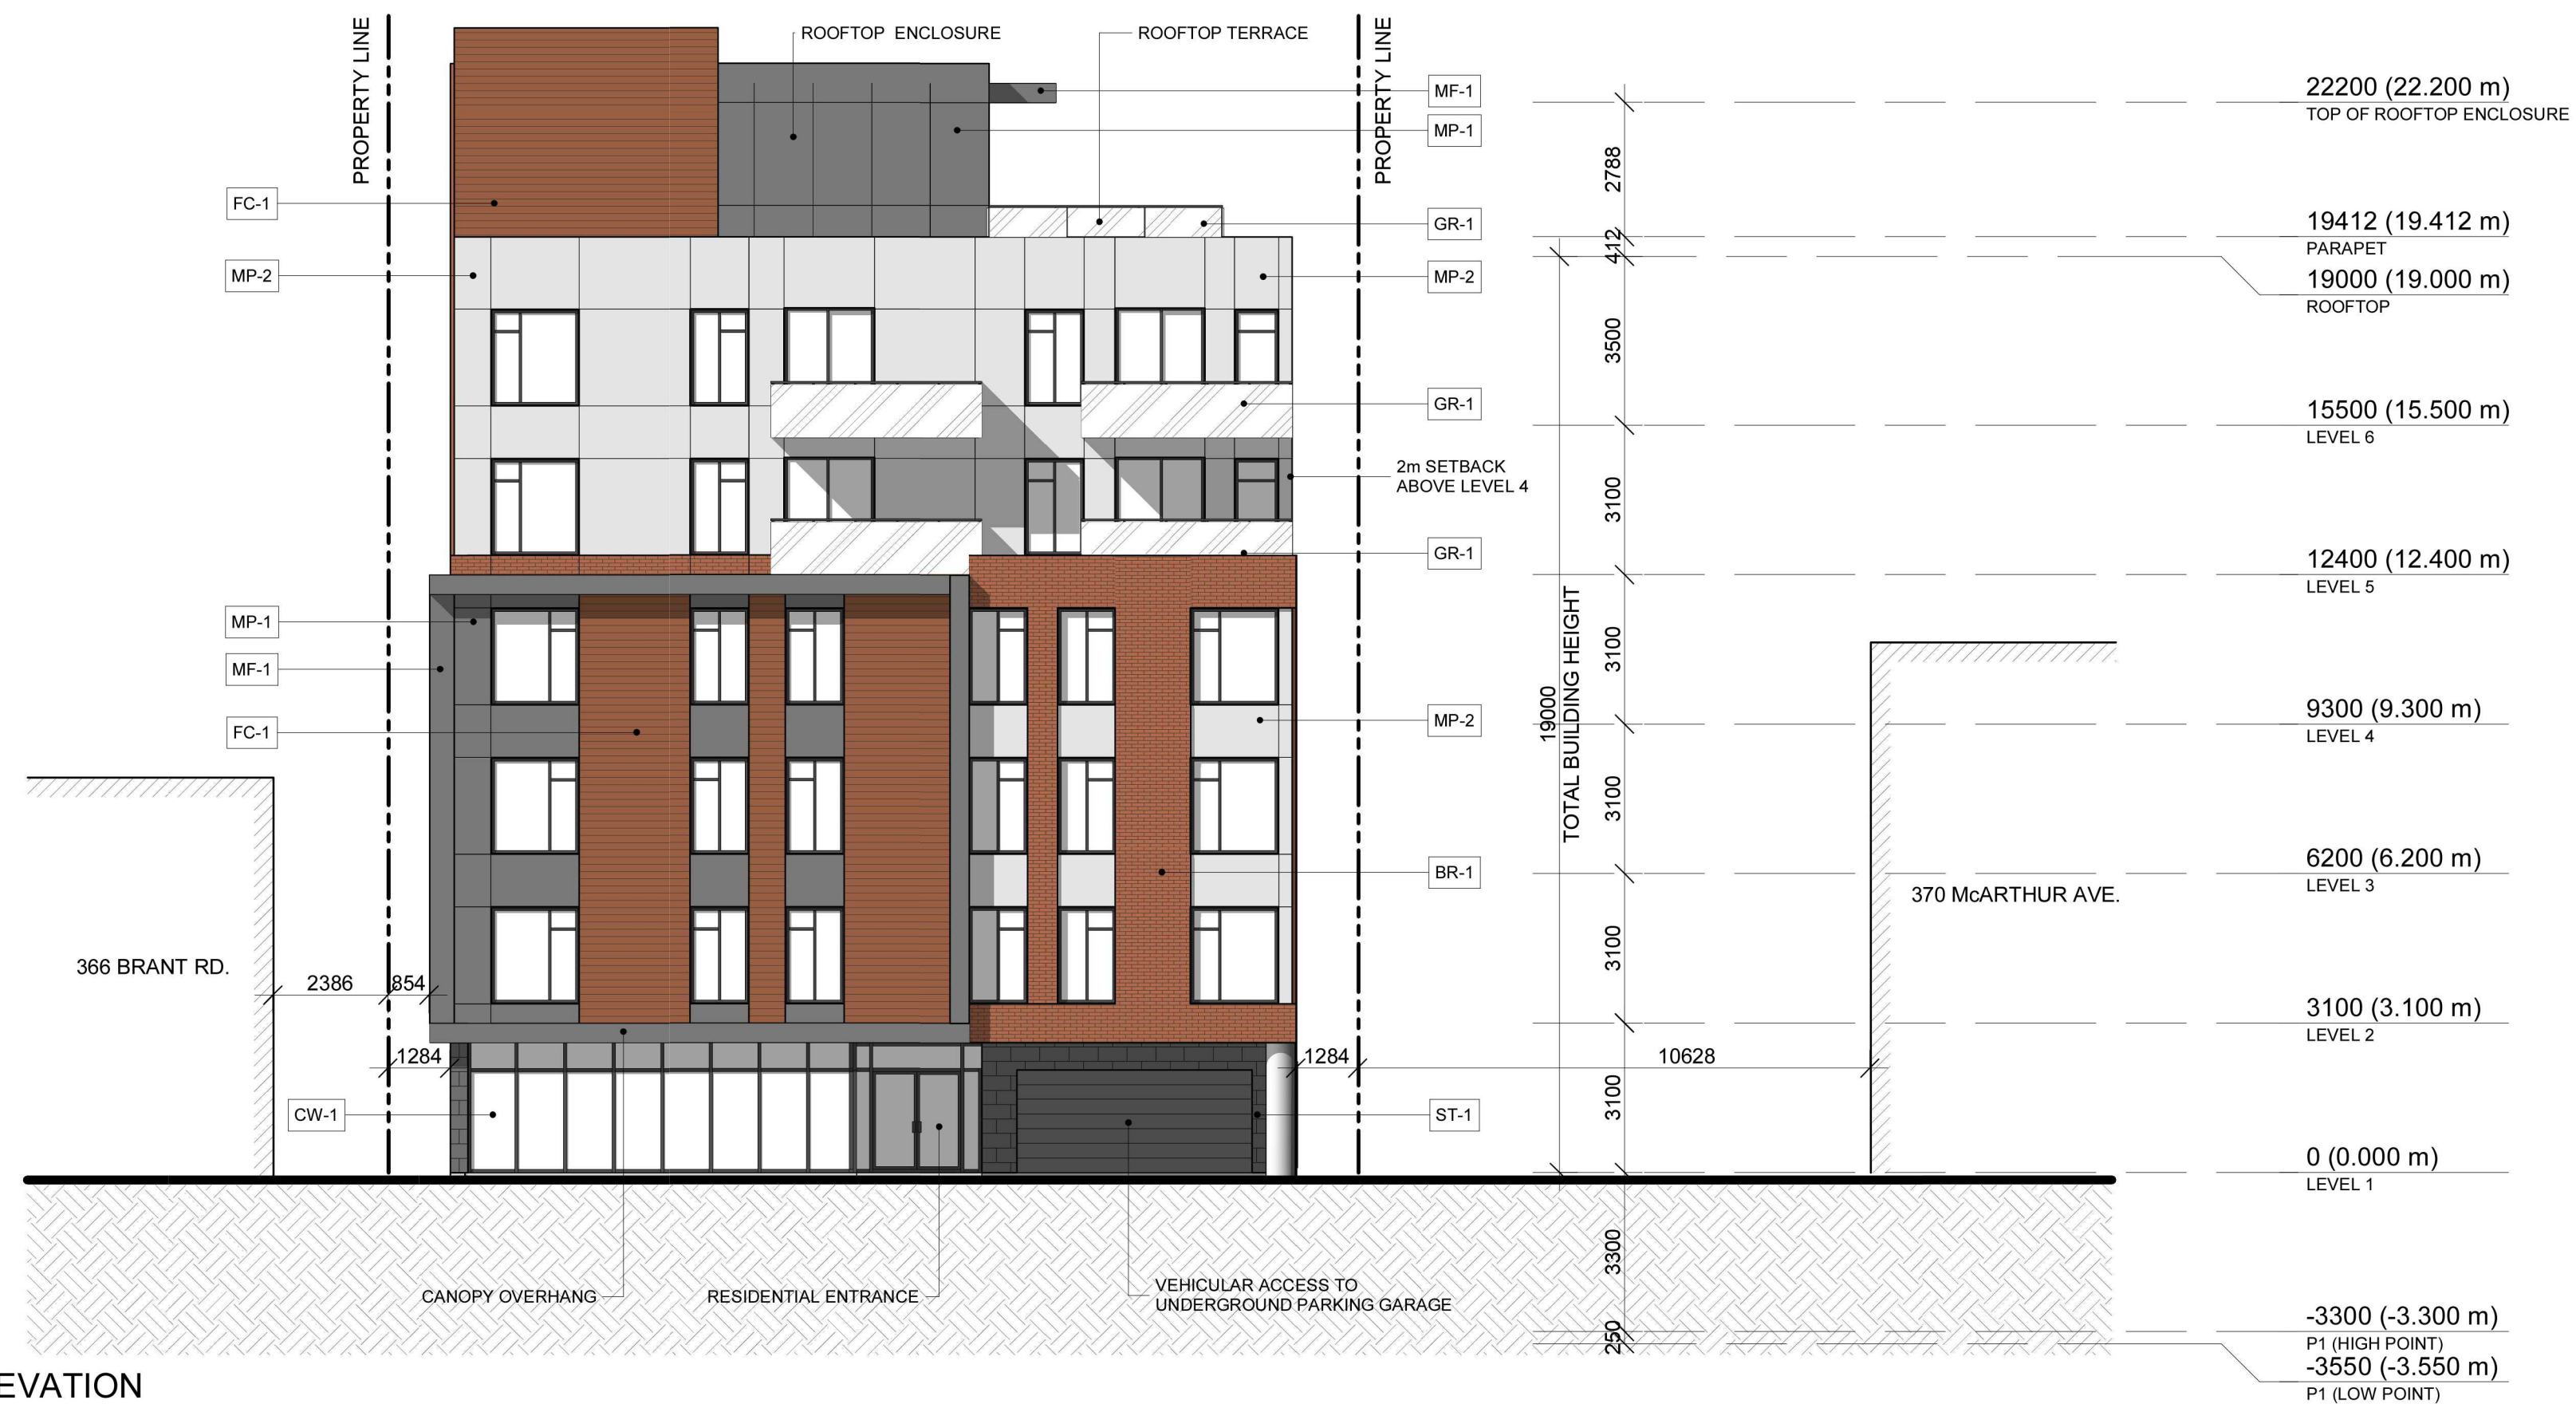 PROPERTY LINE
ROOFTOP ENCLOSURE
ROOFTOP TERRACE
PROPERTY LINE
MF-1
MP-1
FC-1
GR-1
MP-2
MP-2
GR-1
2m SETBACK
ABOVE LEVEL 4
GR-1
MP-1
MF-1
FC-1
MP-2
BR-1
366 BRANT RD.
2386
854
1284
1284
10628
CW-1
ST-1
370 McARTHUR AVE.
CANOPY OVERHANG
RESIDENTIAL ENTRANCE
VEHICULAR ACCESS TO
UNDERGROUND PARKING GARAGE
19000
TOTAL BUILDING HEIGHT
2788
412
3500
3100
3100
3100
3100
3100
3300
250
22200 (22.200 m)
TOP OF ROOFTOP ENCLOSURE
19412 (19.412 m)
PARAPET
19000 (19.000 m)
ROOFTOP
15500 (15.500 m)
LEVEL 6
12400 (12.400 m)
LEVEL 5
9300 (9.300 m)
LEVEL 4
6200 (6.200 m)
LEVEL 3
3100 (3.100 m)
LEVEL 2
0 (0.000 m)
LEVEL 1
-3300 (-3.300 m)
P1 (HIGH POINT)
-3550 (-3.550 m)
P1 (LOW POINT)
EVATION